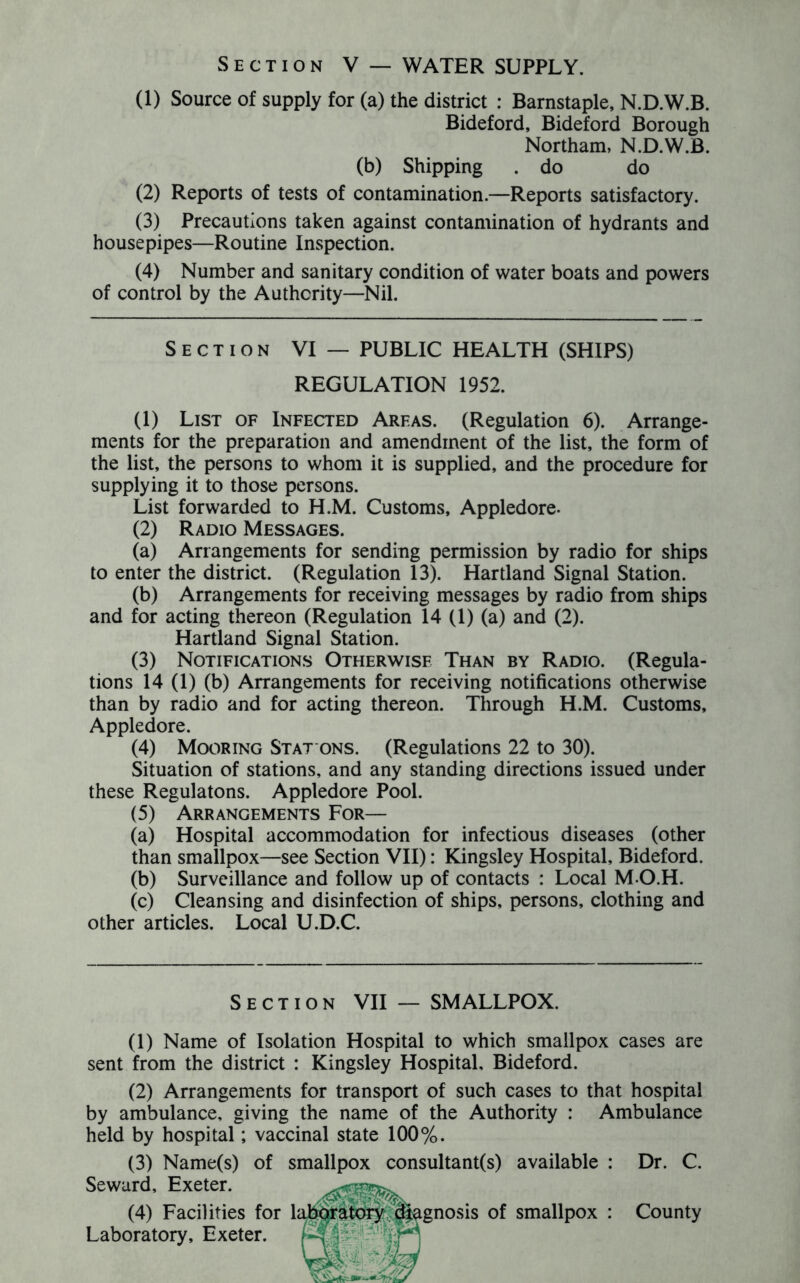 SECTION V — WATER SUPPLY.
(1) Source of supply for (a) the district : Barnstaple, N.D.W.B.
Bideford, Bideford Borough
Northam, N.D.W.B.
(b) Shipping . do do
(2) Reports of tests of contamination.—Reports satisfactory.
(3) Precautions taken against contamination of hydrants and
housepipes—Routine Inspection.
(4) Number and sanitary condition of water boats and powers
of control by the Authority—Nil.
SECTION VI — PUBLIC HEALTH (SHIPS)
REGULATION 1952.
(1) LIST OF INFECTED AREAS. (Regulation 6). Arrange-
ments for the preparation and amendment of the list, the form of
the list, the persons to whom it is supplied, and the procedure for
supplying it to those persons.
List forwarded to H.M. Customs, Appledore.
(2) RADIO MESSAGES.
(a) Arrangements for sending permission by radio for ships
to enter the district. (Regulation 13). Hartland Signal Station.
(b) Arrangements for receiving messages by radio from ships
and for acting thereon (Regulation 14 (1) (a) and (2).
Hartland Signal Station.
(3) NOTIFICATIONS OTHERWISE THAN BY RADIO. (Regula-
tions 14 (1) (b) Arrangements for receiving notifications otherwise
than by radio and for acting thereon. Through H.M. Customs,
Appledore.
(4) MOORING STAT ONS. (Regulations 22 to 30).
Situation of stations, and any standing directions issued under
these Regulatons. Appledore Pool.
(5) ARRANGEMENTS FOR—
(a) Hospital accommodation for infectious diseases (other
than smallpox—see Section VII) : Kingsley Hospital, Bideford.
(b) Surveillance and follow up of contacts : Local M.O.H.
(c) Cleansing and disinfection of ships, persons, clothing and
other articles. Local U.D.C.
SECTION VII — SMALLPOX.
(1) Name of Isolation Hospital to which smallpox cases are
sent from the district : Kingsley Hospital, Bideford.
(2) Arrangements for transport of such cases to that hospital
by ambulance, giving the name of the Authority : Ambulance
held by hospital ; vaccinal state 100%.
(3) Name(s) of smallpox consultant(s) available : Dr. C.
Seward, Exeter.
(4) Facilities for laboratory diagnosis of smallpox : County
Laboratory, Exeter.